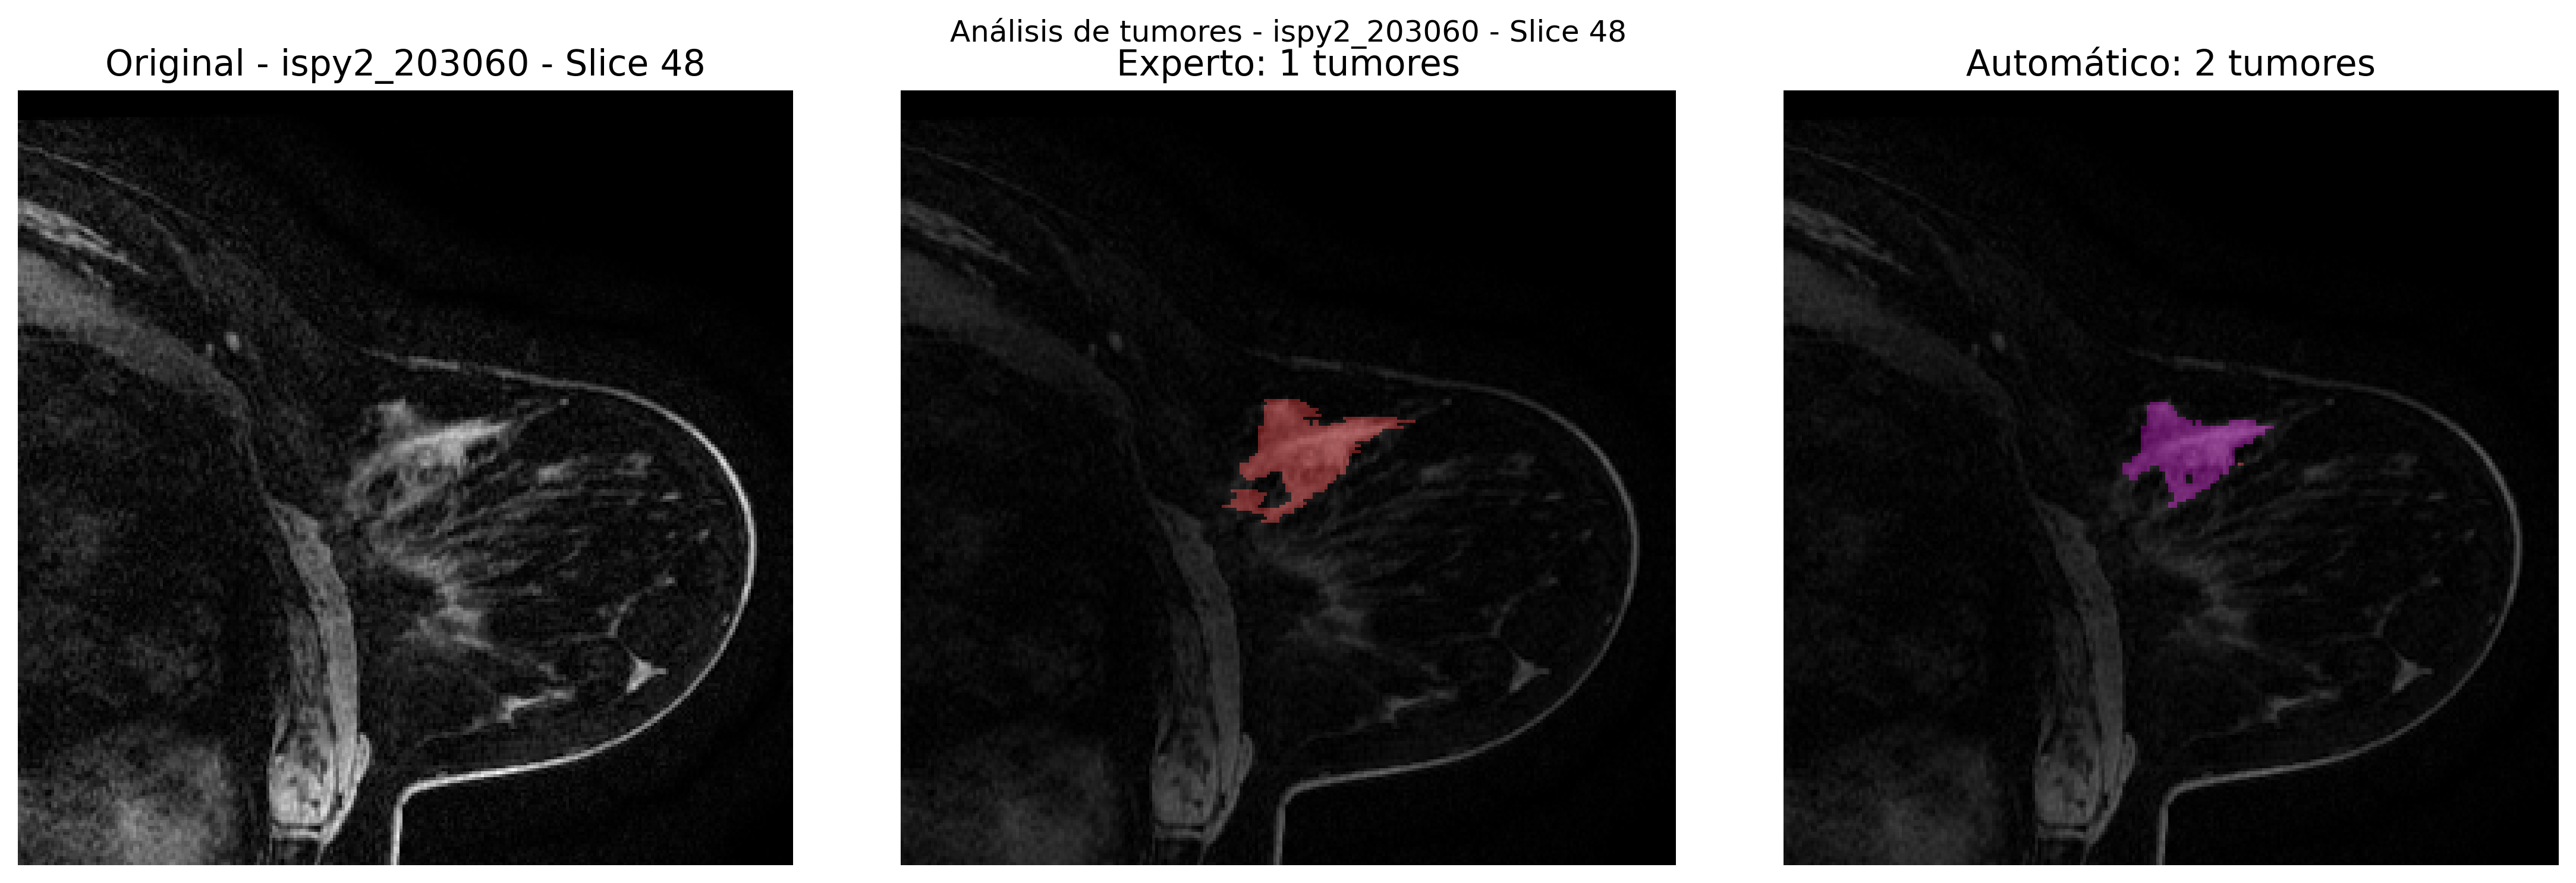 Análisis de tumores - ispy2_203060 - Slice 48
Original - ispy2_203060 - Slice 48
Experto: 1 tumores
Automático: 2 tumores